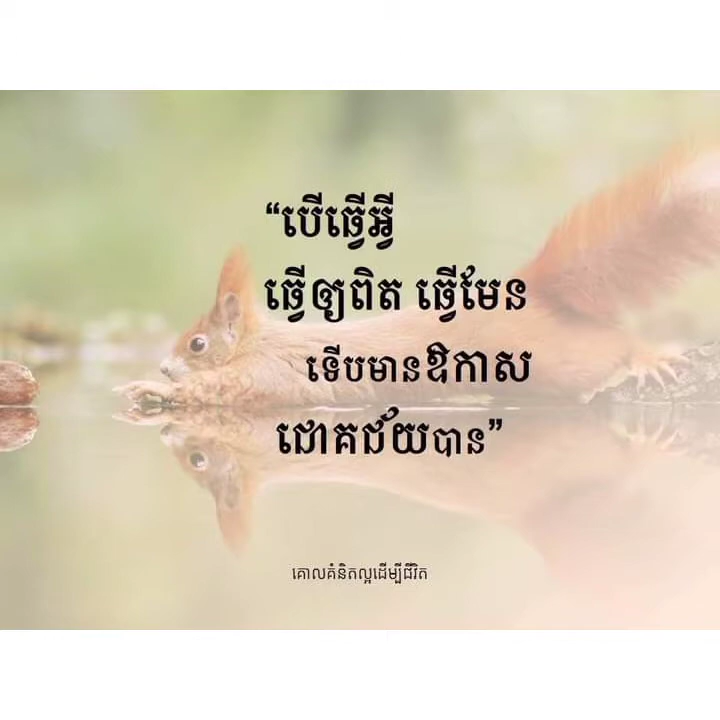 “បើធ្វើអ្វី
ធ្វើឲ្យពិត ធ្វើមែន
ទើបមានឱកាស
ជោគជ័យបាន”
គោលគំនិតល្អដើម្បីជីវិត